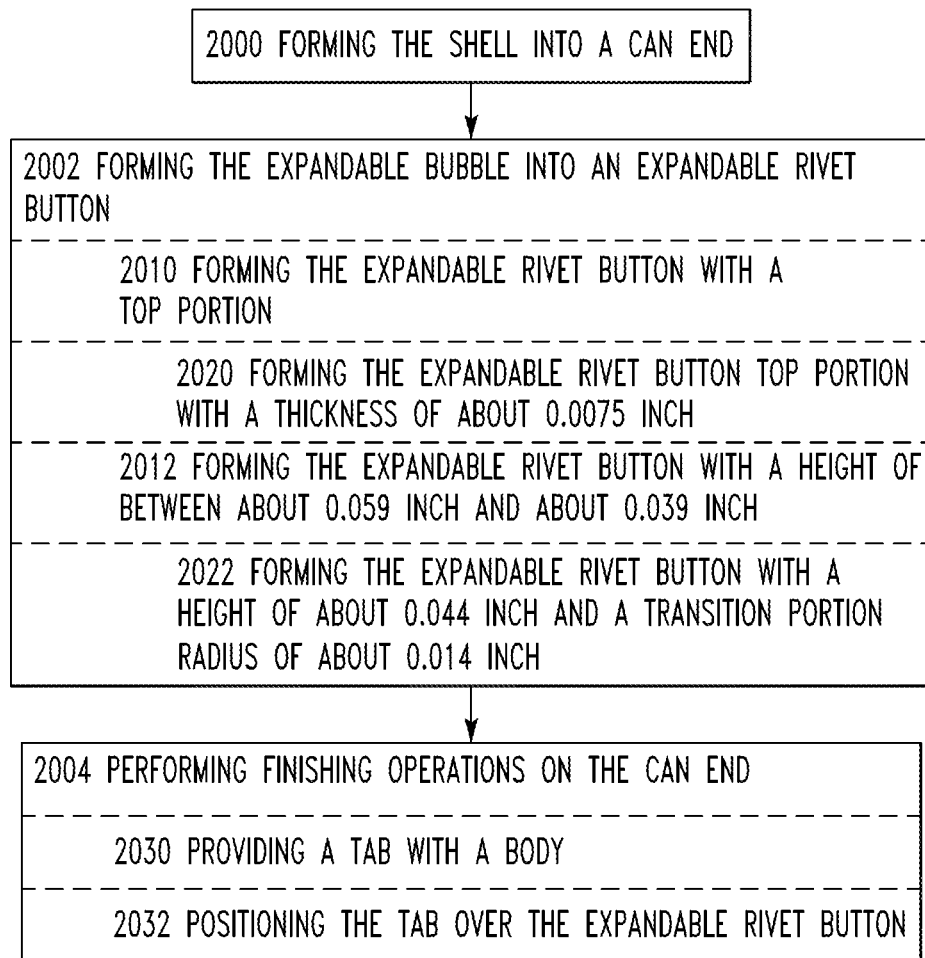 2000 FORMING THE SHELL INTO A CAN END
2002 FORMING THE EXPANDABLE BUBBLE INTO AN EXPANDABLE RIVET
BUTTON
2010 FORMING THE EXPANDABLE RIVET BUTTON WITH A
TOP PORTION
2020 FORMING THE EXPANDABLE RIVET BUTTON TOP PORTION
WITH A THICKNESS OF ABOUT 0.0075 INCH
2012 FORMING THE EXPANDABLE RIVET BUTTON WITH A HEIGHT OF
BETWEEN ABOUT 0.059 INCH AND ABOUT 0.039 INCH
2022 FORMING THE EXPANDABLE RIVET BUTTON WITH A
HEIGHT OF ABOUT 0.044 INCH AND A TRANSITION PORTION
RADIUS OF ABOUT 0.014 INCH
2004 PERFORMING FINISHING OPERATIONS ON THE CAN END
2030 PROVIDING A TAB WITH A BODY
2032 POSITIONING THE TAB OVER THE EXPANDABLE RIVET BUTTON